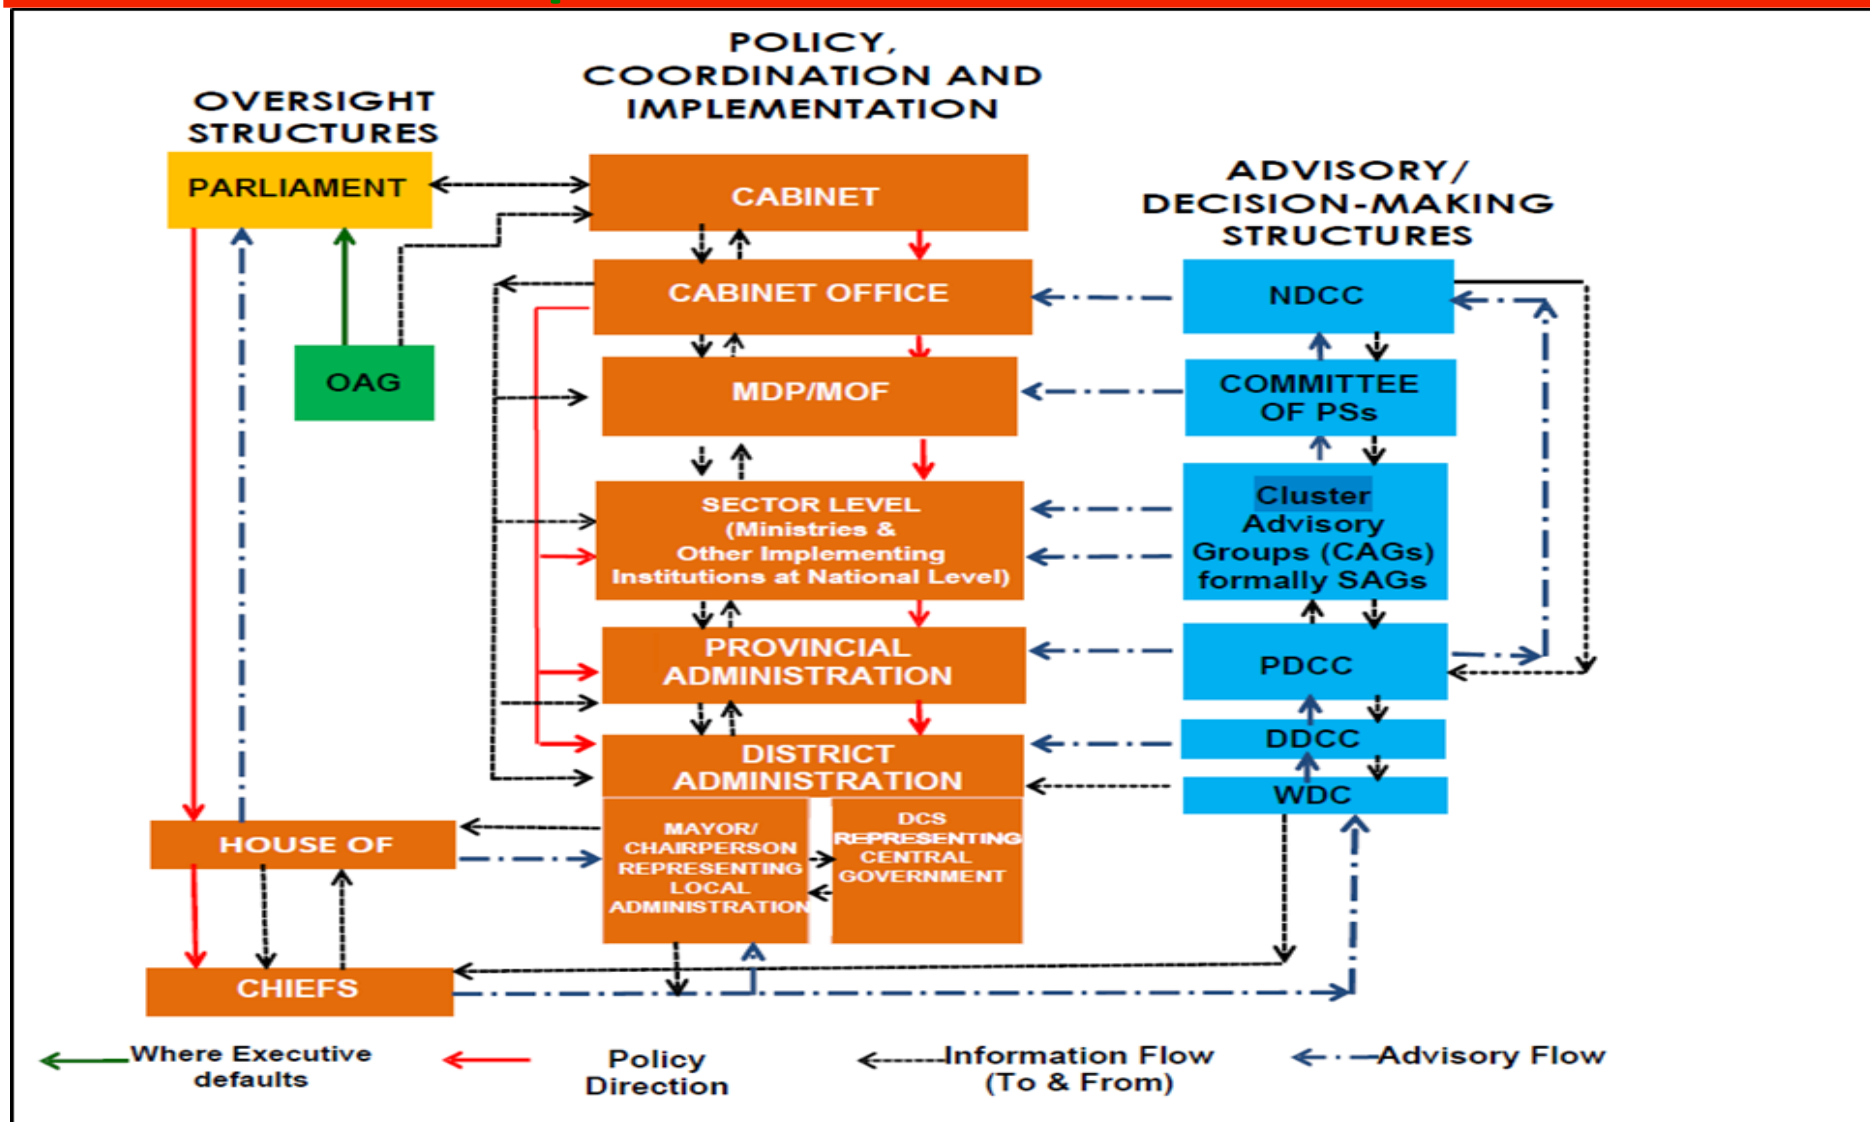 OVERSIGHT
STRUCTURES
PARLIAMENT
OAG
HOUSE OF
CHIEFS
POLICY,
COORDINATION AND
IMPLEMENTATION
CABINET
CABINET OFFICE
MDP/MOF
SECTOR LEVEL
(Ministries &
Other Implementing
Institutions at National Level)
PROVINCIAL
ADMINISTRATION
DISTRICT
ADMINISTRATION
MAYOR/
CHAIRPERSON
REPRESENTING
LOCAL
ADMINISTRATION
DCS
REPRESENTING
CENTRAL
GOVERNMENT
ADVISORY/
DECISION-MAKING
STRUCTURES
NDCC
COMMITTEE
OF PSs
Cluster
Advisory
Groups (CAGs)
formally SAGs
PDCC
DDCC
WDC
Where Executive
defaults
Policy
Direction
Information Flow
(To & From)
Advisory Flow